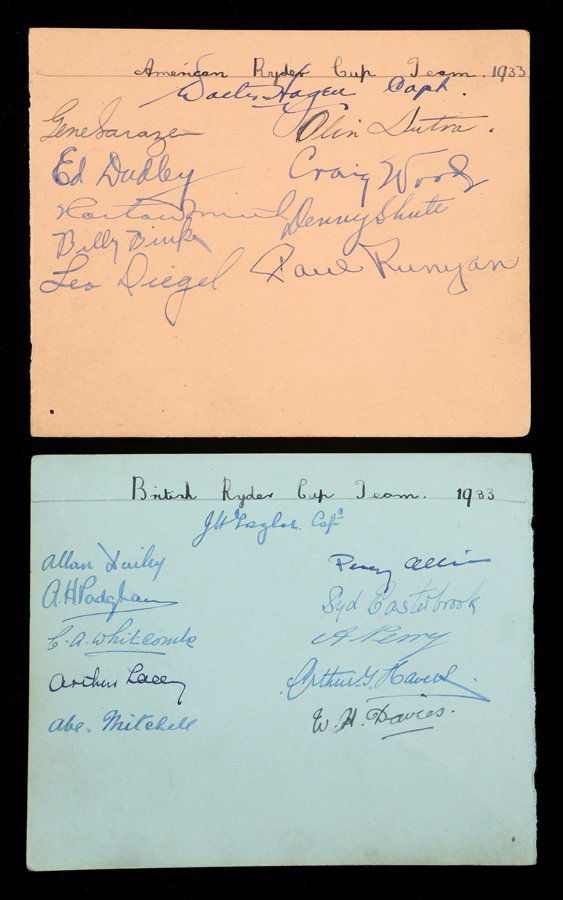 American Ryder Cup Team. 1933
Walter Hagen Capt.
Gene Sarazen
Olin Dutra.
Ed Dudley
Craig Wood
Horton Smith
Denny Shute
Billy Burke
Leo Diegel
Paul Runyan
British Ryder Cup Team. 1933
J H Taylor Capt
Allan Dailey
Percy Alliss
A. H Padgham
Syd Easterbrook
C. A. Whitcombe
A. Perry
Arthur Lacey
Arthur G. Havers.
Abe. Mitchell
W. H. Davies.